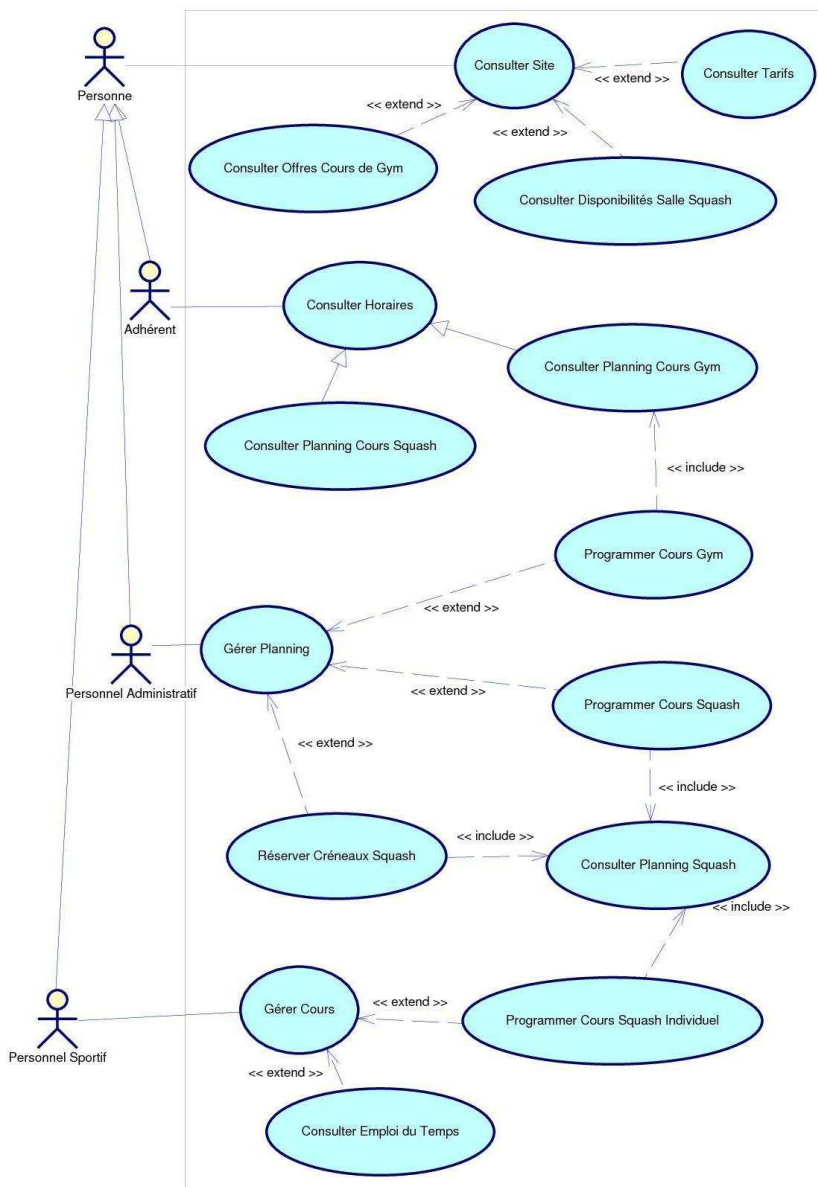 Personne
Consulter Site
<< extend >>
Consulter Tarifs
<< extend >>
<< extend >>
Consulter Offres Cours de Gym
Consulter Disponibilités Salle Squash
Adhérent
Consulter Horaires
Consulter Planning Cours Gym
Consulter Planning Cours Squash
<< include >>
Programmer Cours Gym
<< extend >>
Personnel Administratif
Gérer Planning
<< extend >>
Programmer Cours Squash
<< extend >>
<< include >>
Réserver Créneaux Squash
<< include >>
Consulter Planning Squash
<< include >>
Personnel Sportif
Gérer Cours
<< extend >>
Programmer Cours Squash Individuel
<< extend >>
Consulter Emploi du Temps